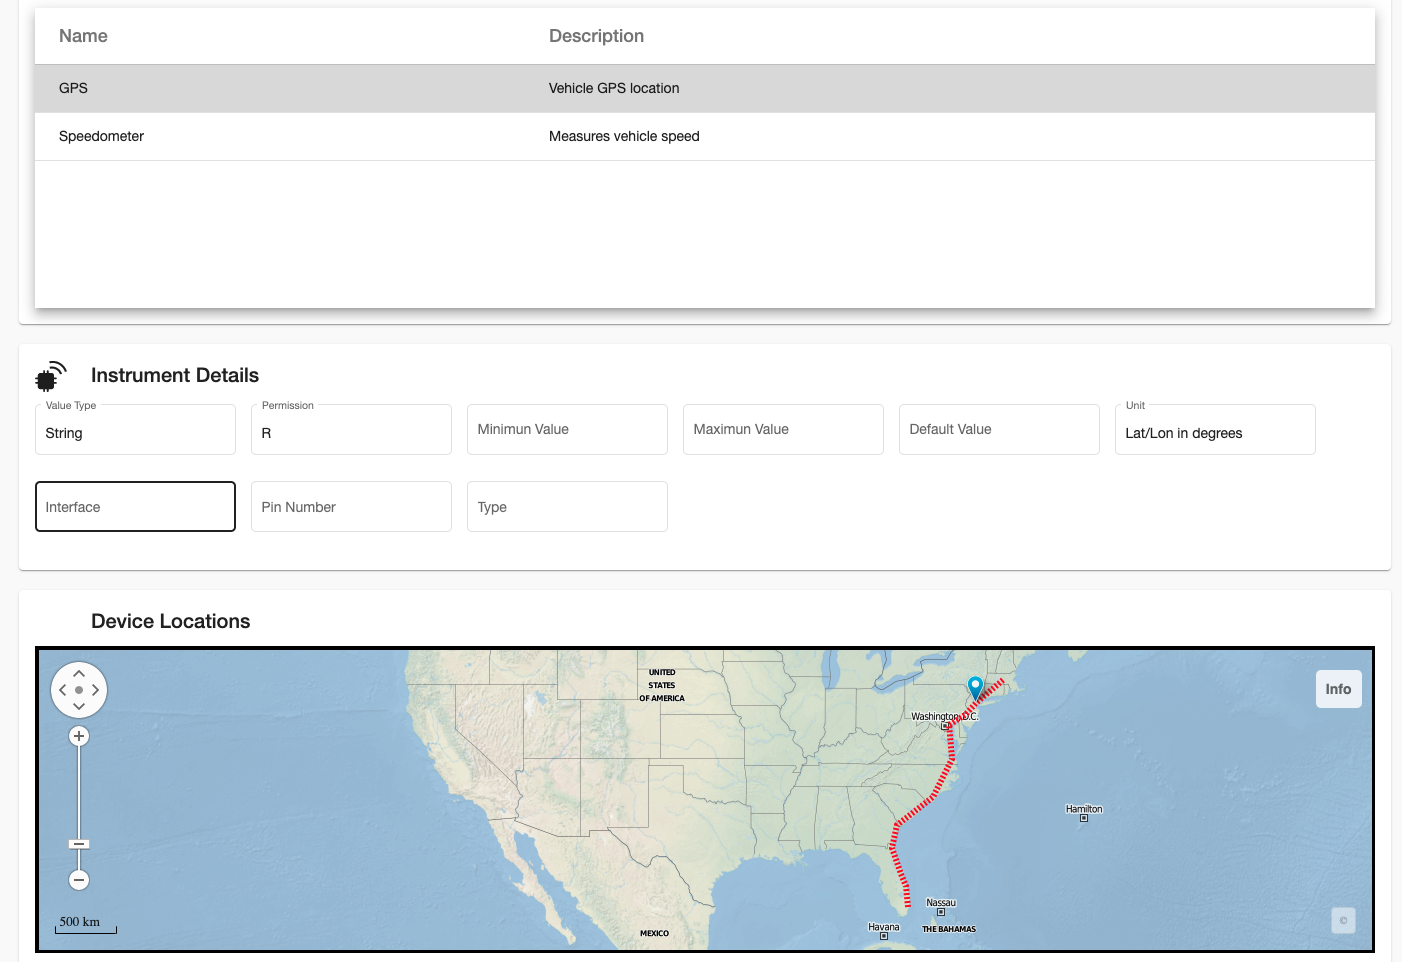 Name Description
GPS Vehicle GPS location
Speedometer Measures vehicle speed
Instrument Details
Value Type Permission Unit
String R Minimun Value Maximun Value Default Value Lat/Lon in degrees
Interface Pin Number Type
Device Locations
UNITED
STATES
OF AMERICA
Info
Washington, D.C.
Hamilton
Nassau
500 km
Havana
THE BAHAMAS
MEXICO
©